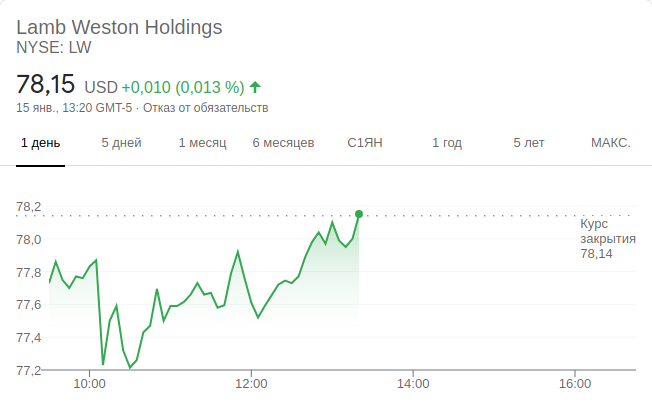 Lamb Weston Holdings
NYSE: LW
78,15 USD +0,010 (0,013 %)
15 янв., 13:20 GMT-5 · Отказ от обязательств
1 день 5 дней 1 месяц 6 месяцев С1ЯН 1 год 5 лет МАКС.
78,2
Курс
закрытия
78,14
78,0
77,8
77,6
77,4
77,2
10:00 12:00 14:00 16:00